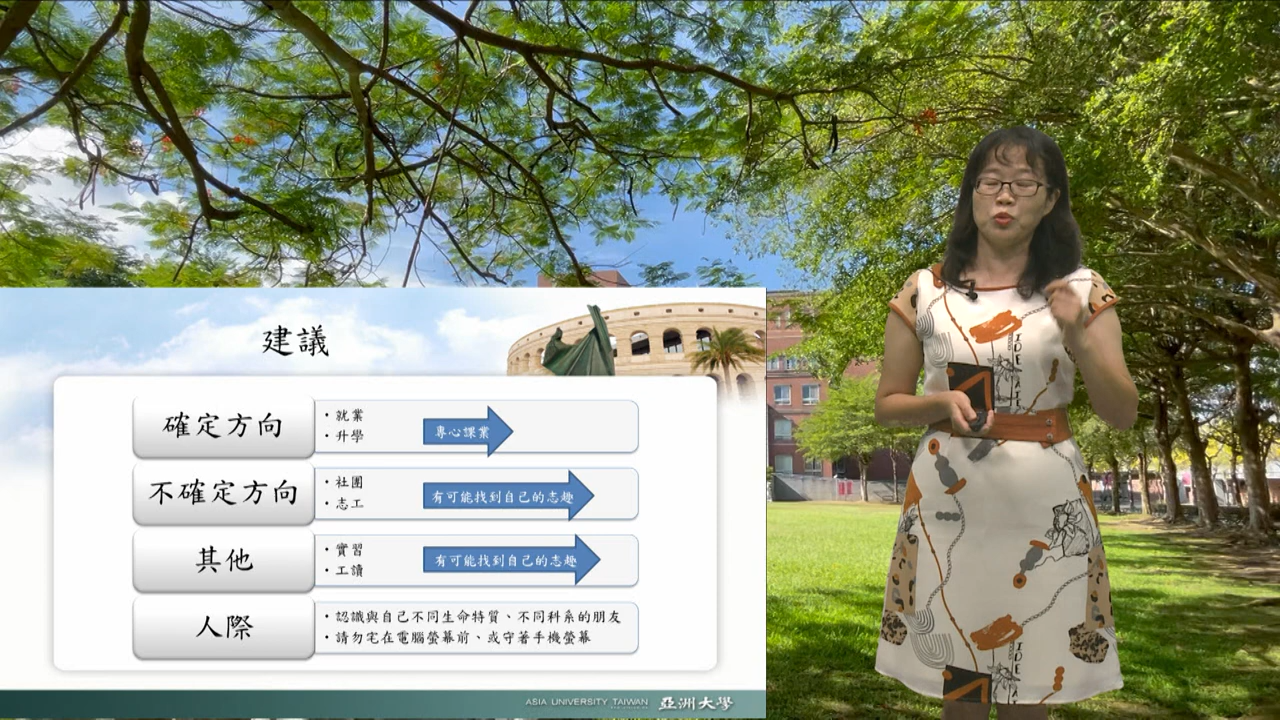 建議
確定方向
・就業
・升學
專心課業
不確定方向
・社團
・志工
有可能找到自己的志趣
其他
・實習
・工讀
有可能找到自己的志趣
人際
・認識與自己不同生命特質、不同科系的朋友
・請勿宅在電腦螢幕前、或守著手機螢幕
ASIA UNIVERSITY TAIWAN 亞洲大學